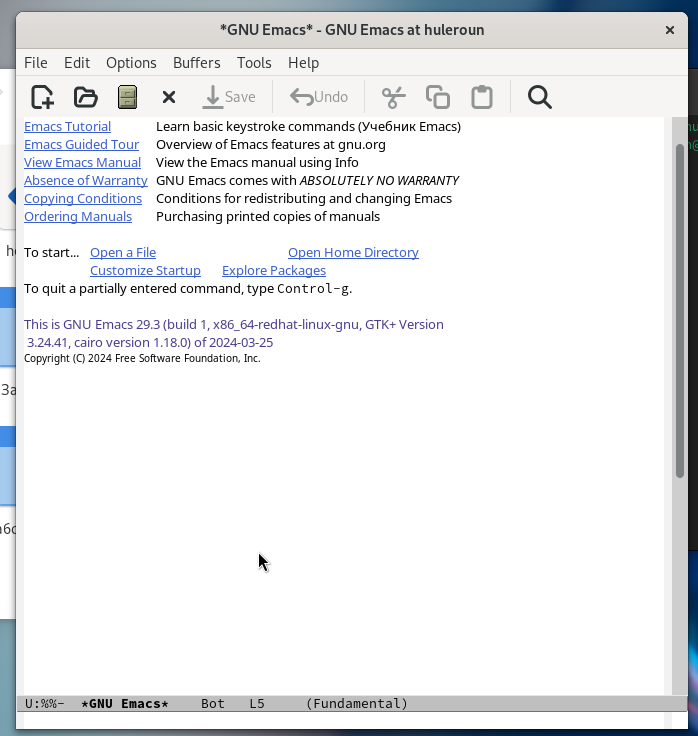 *GNU Emacs* - GNU Emacs at huleroun
File Edit Options Buffers Tools Help
Save Undo
Emacs Tutorial Learn basic keystroke commands (Учебник Emacs)
Emacs Guided Tour Overview of Emacs features at gnu.org
View Emacs Manual View the Emacs manual using Info
Absence of Warranty GNU Emacs comes with ABSOLUTELY NO WARRANTY
Copying Conditions Conditions for redistributing and changing Emacs
Ordering Manuals Purchasing printed copies of manuals
To start... Open a File Open Home Directory
Customize Startup Explore Packages
To quit a partially entered command, type Control-g.
This is GNU Emacs 29.3 (build 1, x86_64-redhat-linux-gnu, GTK+ Version
3.24.41, cairo version 1.18.0) of 2024-03-25
Copyright (C) 2024 Free Software Foundation, Inc.
U:%%- *GNU Emacs* Bot L5 (Fundamental)